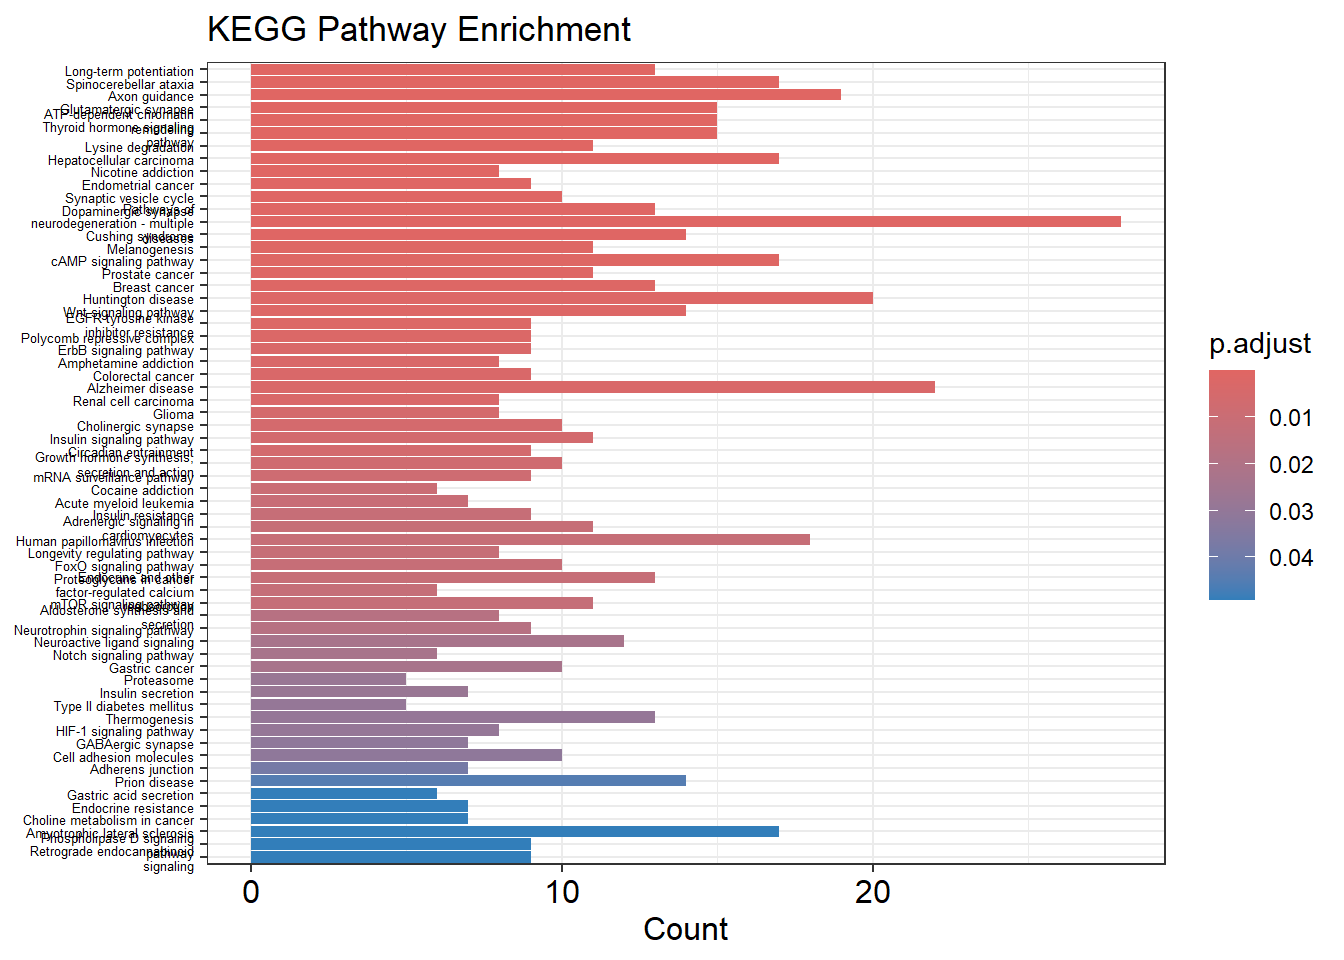 KEGG Pathway Enrichment
Long-term potentiation
Spinocerebellar ataxia
Axon guidance
Glutamatergic synapse
ATP-dependent chromatin
remodeling
Thyroid hormone signaling
pathway
Lysine degradation
Hepatocellular carcinoma
Nicotine addiction
Endometrial cancer
Synaptic vesicle cycle
Dopaminergic synapse
Pathways of
neurodegeneration - multiple
diseases
Cushing syndrome
Melanogenesis
cAMP signaling pathway
Prostate cancer
Breast cancer
Huntington disease
Wnt signaling pathway
EGFR tyrosine kinase
inhibitor resistance
Polycomb repressive complex
ErbB signaling pathway
Amphetamine addiction
Colorectal cancer
Alzheimer disease
Renal cell carcinoma
Glioma
Cholinergic synapse
Insulin signaling pathway
Circadian entrainment
Growth hormone synthesis,
secretion and action
mRNA surveillance pathway
Cocaine addiction
Acute myeloid leukemia
Insulin resistance
Adrenergic signaling in
cardiomyocytes
Human papillomavirus infection
Longevity regulating pathway
FoxO signaling pathway
Proteoglycans in cancer
Endocrine and other
factor-regulated calcium
mTOR signaling pathway
Aldosterone synthesis and
secretion
Neurotrophin signaling pathway
Neuroactive ligand signaling
Notch signaling pathway
Gastric cancer
Proteasome
Insulin secretion
Type II diabetes mellitus
Thermogenesis
HIF-1 signaling pathway
GABAergic synapse
Cell adhesion molecules
Adherens junction
Prion disease
Gastric acid secretion
Endocrine resistance
Choline metabolism in cancer
Amyotrophic lateral sclerosis
Phospholipase D signaling
pathway
Retrograde endocannabinoid
signaling
0 10 20
Count
p.adjust
0.01
0.02
0.03
0.04